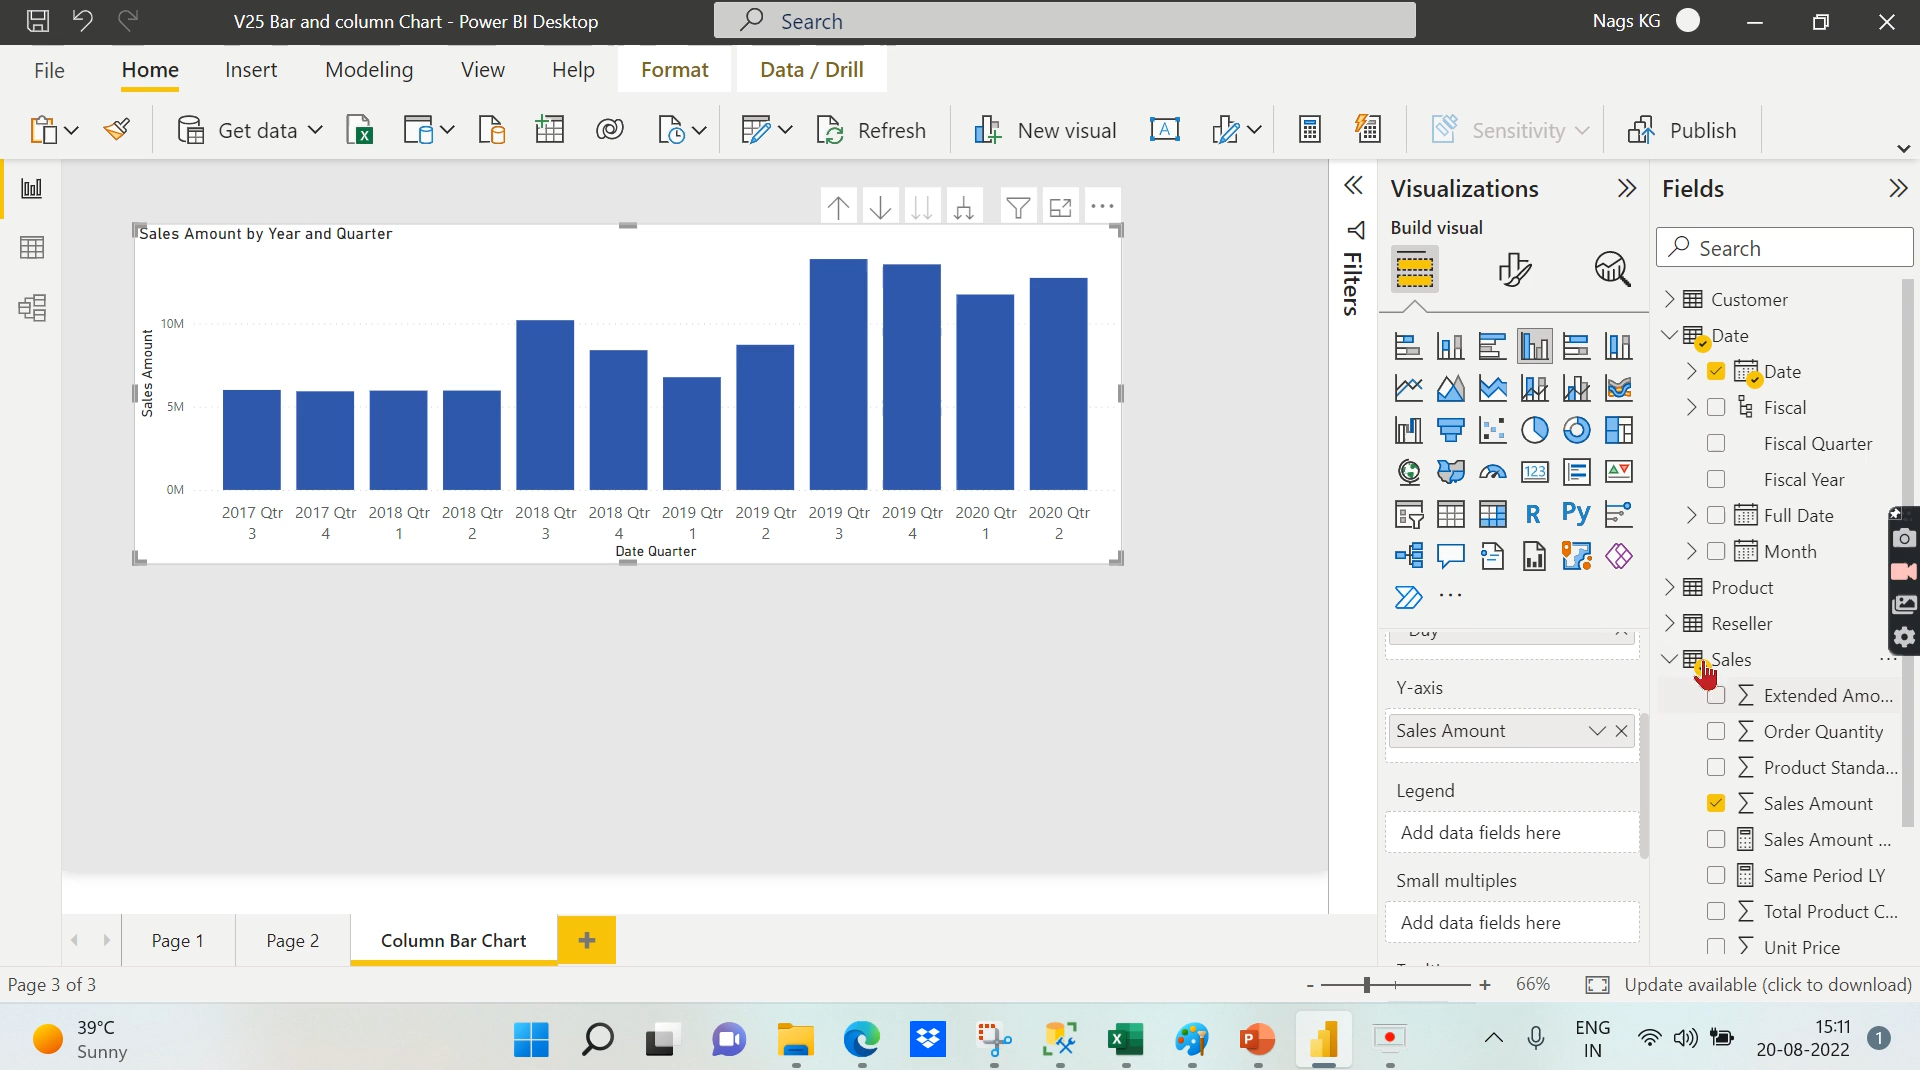 V25 Bar and column Chart - Power BI Desktop
Search
Nags KG
File
Home
Insert
Modeling
View
Help
Format
Data / Drill
Get data
Refresh
New visual
Sensitivity
Publish
Sales Amount by Year and Quarter
Sales Amount
10M
5M
0M
2017 Qtr 3
2017 Qtr 4
2018 Qtr 1
2018 Qtr 2
2018 Qtr 3
2018 Qtr 4
2019 Qtr 1
2019 Qtr 2
2019 Qtr 3
2019 Qtr 4
2020 Qtr 1
2020 Qtr 2
Date Quarter
Filters
Visualizations
Build visual
123
R
Py
Day
Y-axis
Sales Amount
Legend
Add data fields here
Small multiples
Add data fields here
Fields
Search
Customer
Date
Date
Fiscal
Fiscal Quarter
Fiscal Year
Full Date
Month
Product
Reseller
Sales
Extended Amo...
Order Quantity
Product Standa...
Sales Amount
Sales Amount ...
Same Period LY
Total Product C...
Unit Price
Page 1
Page 2
Column Bar Chart
Page 3 of 3
66%
Update available (click to download)
39°C
Sunny
ENG
IN
15:11
20-08-2022
1